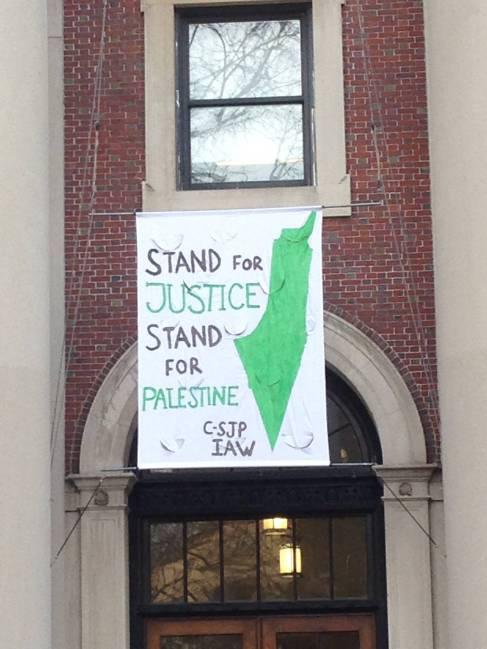 STAND FOR
JUSTICE
STAND
FOR
PALESTINE
C-SJP
IAW